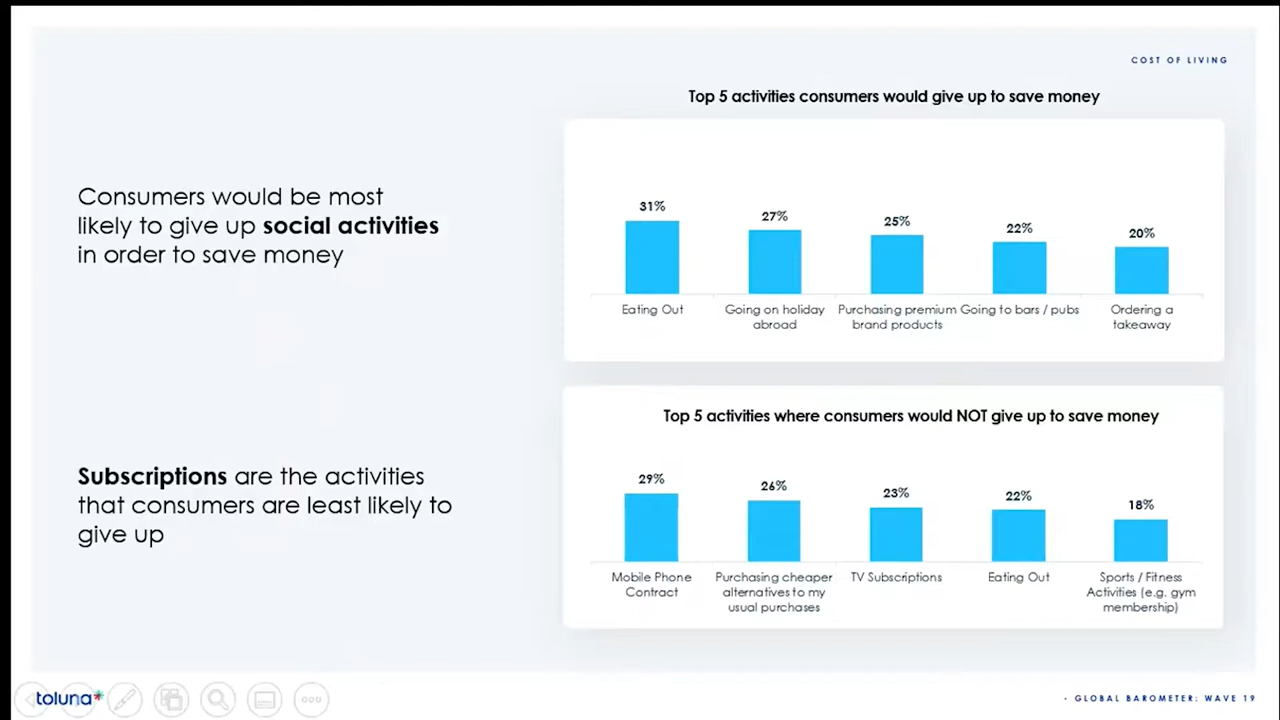 COST OF LIVING
Top 5 activities consumers would give up to save money
Consumers would be most
likely to give up social activities
in order to save money
31%
27%
25%
22%
20%
Eating Out
Going on holiday
abroad
Purchasing premium
brand products
Going to bars / pubs
Ordering a
takeaway
Top 5 activities where consumers would NOT give up to save money
Subscriptions are the activities
that consumers are least likely to
give up
29%
26%
23%
22%
18%
Mobile Phone
Contract
Purchasing cheaper
alternatives to my
usual purchases
TV Subscriptions
Eating Out
Sports / Fitness
Activities (e.g. gym
membership)
toluna*
- GLOBAL BAROMETER: WAVE 19